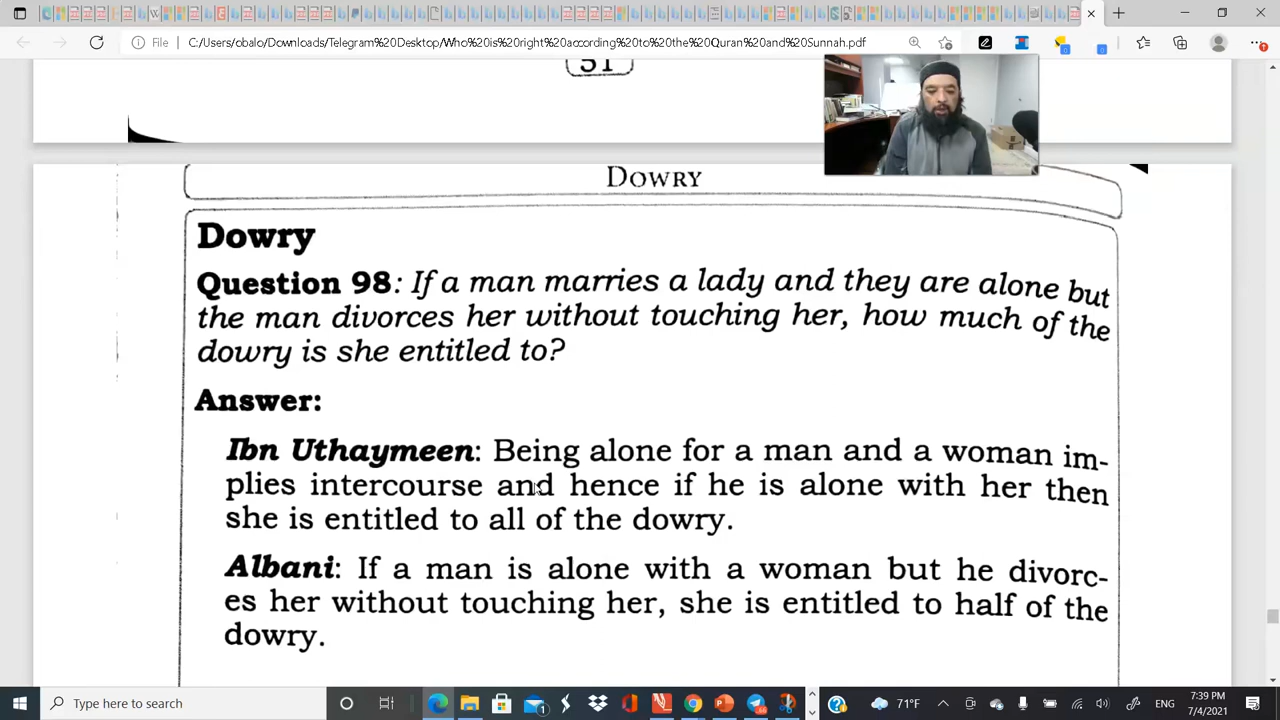 File
C:/Users/obalo/Downloads/Telegram%20Desktop/Who%20is%20right%20according%20to%20the%20Quran%20and%20Sunnah.pdf
51
DOWRY
Dowry
Question 98: If a man marries a lady and they are alone but
the man divorces her without touching her, how much of the
dowry is she entitled to?
Answer:
Ibn Uthaymeen: Being alone for a man and a woman im-
plies intercourse and hence if he is alone with her then
she is entitled to all of the dowry.
Albani: If a man is alone with a woman but he divorc-
es her without touching her, she is entitled to half of the
dowry.
Type here to search
71°F
ENG
7:39 PM
7/4/2021